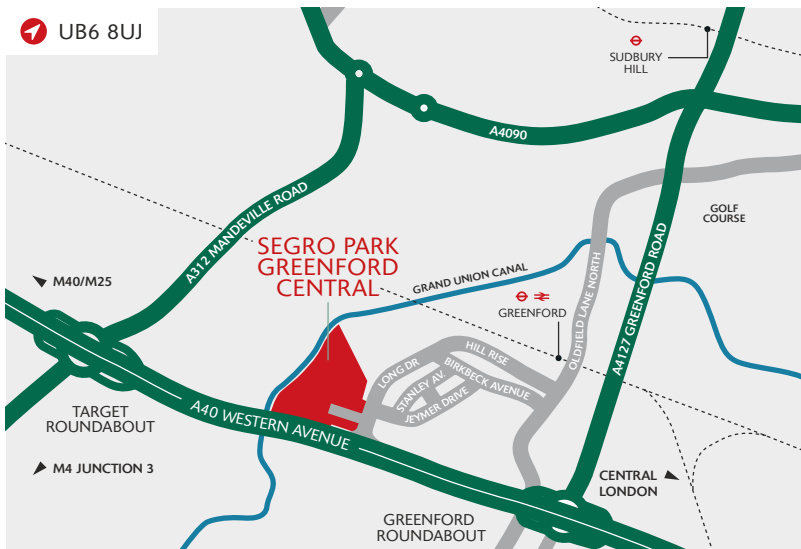 UB6 8UJ
SUDBURY
HILL
A4090
A312 MANDEVILLE ROAD
GOLF
COURSE
SEGRO PARK
GREENFORD
CENTRAL
M40/M25
GRAND UNION CANAL
GREENFORD
OLDFIELD LANE NORTH
A4127 GREENFORD ROAD
HILL RISE
LONG DR
STANLEY AV.
BIRKBECK AVENUE
JEYMER DRIVE
TARGET
ROUNDABOUT
A40 WESTERN AVENUE
M4 JUNCTION 3
CENTRAL
LONDON
GREENFORD
ROUNDABOUT